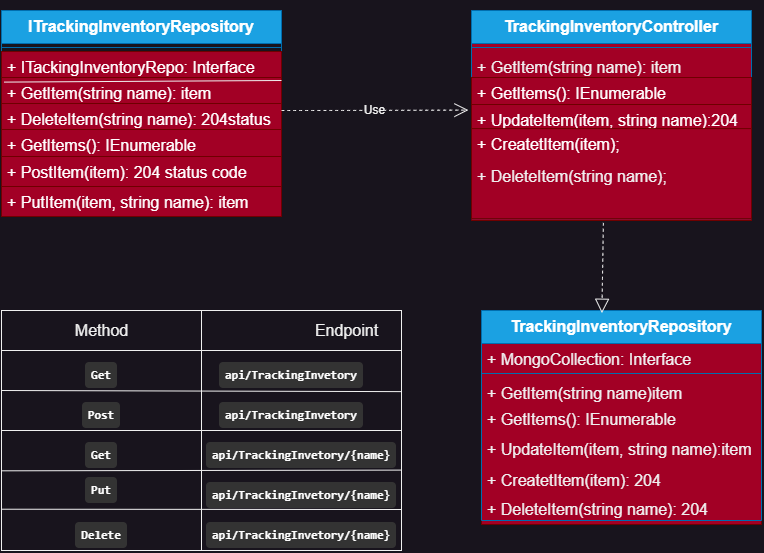 ITrackingInventoryRepository
+ ITackingInventoryRepo: Interface
+ GetItem(string name): item
+ DeleteItem(string name): 204status
+ GetItems(): IEnumerable
+ PostItem(item): 204 status code
+ PutItem(item, string name): item
Use
TrackingInventoryController
+ GetItem(string name): item
+ GetItems(): IEnumerable
+ UpdateItem(item, string name):204
+ CreatetItem(item);
+ DeleteItem(string name);
TrackingInventoryRepository
+ MongoCollection: Interface
+ GetItem(string name)item
+ GetItems(): IEnumerable
+ UpdateItem(item, string name):item
+ CreatetItem(item): 204
+ DeleteItem(string name): 204
Method Endpoint
Get api/TrackingInvetory
Post api/TrackingInvetory
Get api/TrackingInvetory/{name}
Put api/TrackingInvetory/{name}
Delete api/TrackingInvetory/{name}